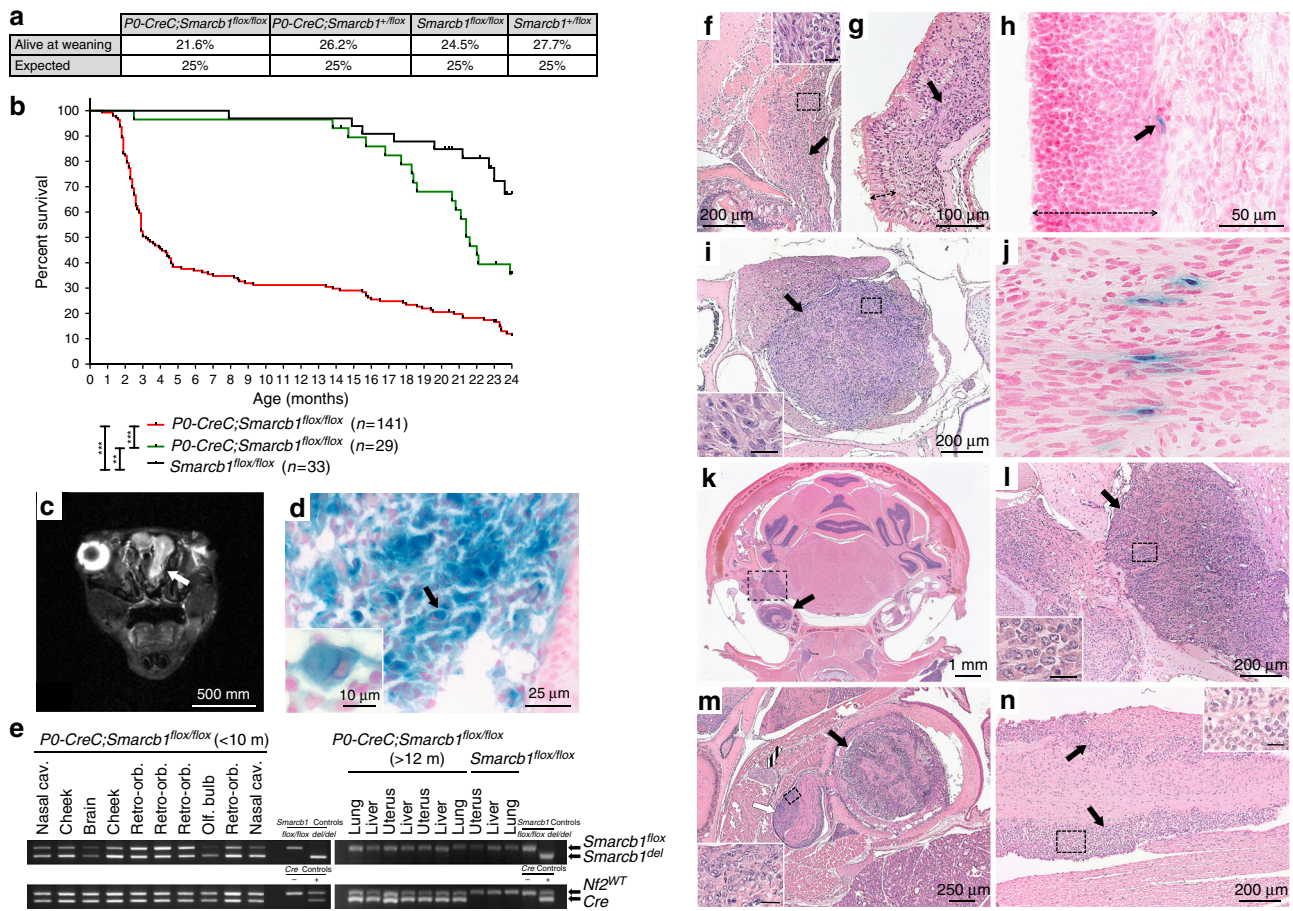 a
P0-CreC;Smarcb1flox/flox P0-CreC;Smarcb1+/flox Smarcb1flox/flox Smarcb1+/flox
Alive at weaning 21.6% 26.2% 24.5% 27.7%
Expected 25% 25% 25% 25%
b
Percent survival
100
90
80
70
60
50
40
30
20
10
0
0 1 2 3 4 5 6 7 8 9 10 11 12 13 14 15 16 17 18 19 20 21 22 23 24
Age (months)
*** ** ***
P0-CreC;Smarcb1flox/flox (n=141)
P0-CreC;Smarcb1flox/flox (n=29)
Smarcb1flox/flox (n=33)
c
500 mm
d
10 µm
25 µm
e
P0-CreC;Smarcb1flox/flox (<10 m)
Nasal cav.
Cheek
Brain
Cheek
Retro-orb.
Retro-orb.
Retro-orb.
Olf. bulb
Retro-orb.
Nasal cav.
Smarcb1 Controls
flox/flox del/del
Cre Controls
− +
P0-CreC;Smarcb1flox/flox
(>12 m)
Smarcb1flox/flox
Lung
Liver
Uterus
Liver
Uterus
Liver
Lung
Uterus
Liver
Lung
Smarcb1 Controls
flox/flox del/del
Smarcb1flox
Smarcb1del
Cre Controls
− +
Nf2WT
Cre
f
200 µm
g
100 µm
h
50 µm
i
200 µm
j
k
1 mm
l
200 µm
m
250 µm
n
200 µm